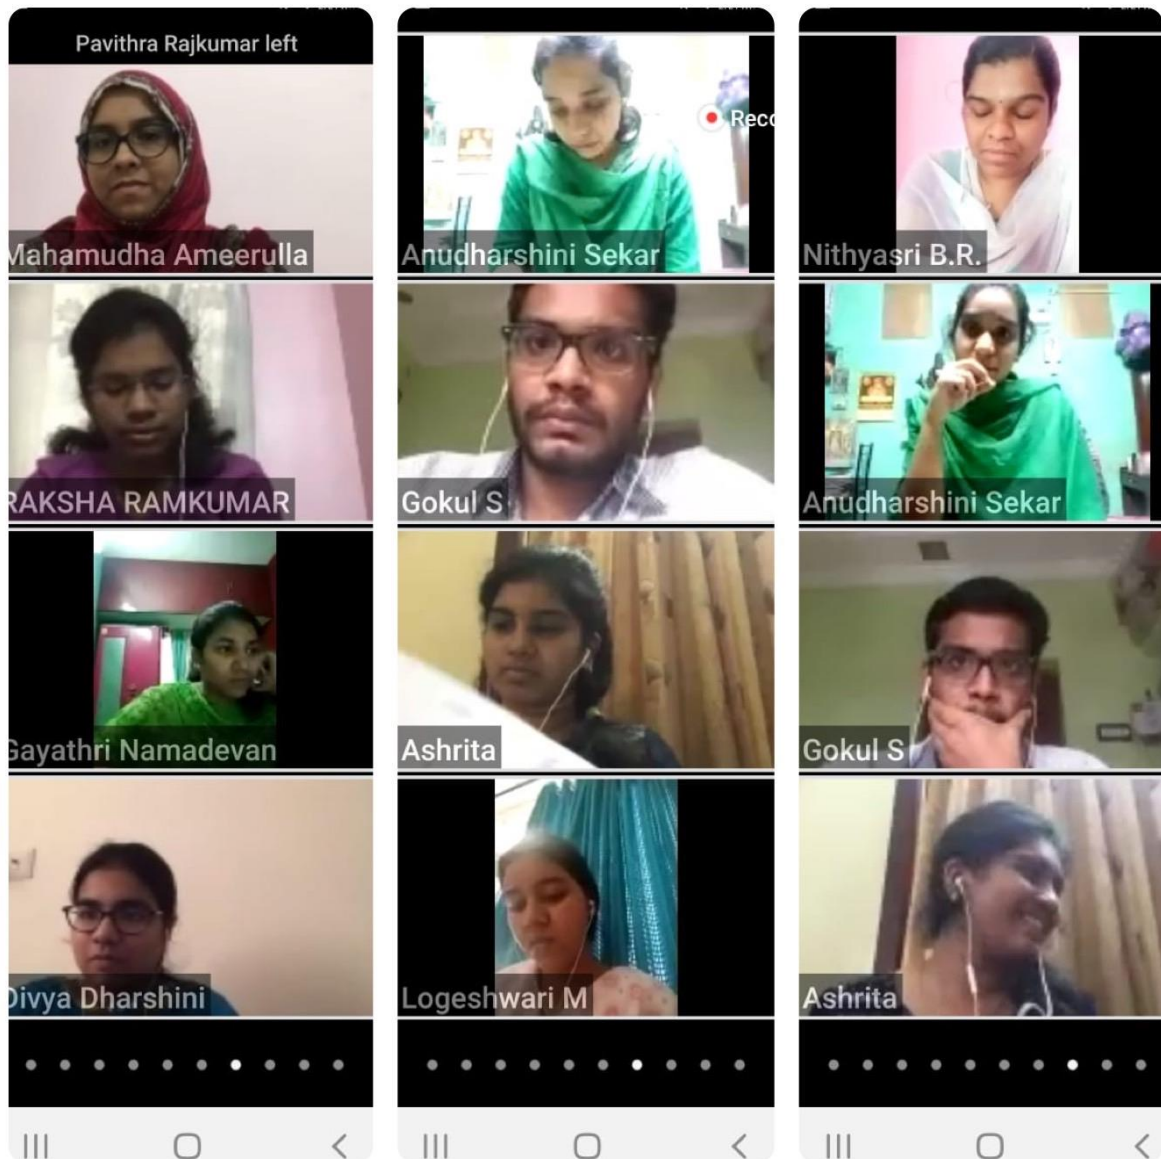 Pavithra Rajkumar left
Mahamudha Ameerulla
RAKSHA RAMKUMAR
Gayathri Namadevan
Divya Dharshini
Reco
Anudharshini Sekar
Gokul S
Ashrita
Logeshwari M
Nithyasri B.R.
Anudharshini Sekar
Gokul S
Ashrita